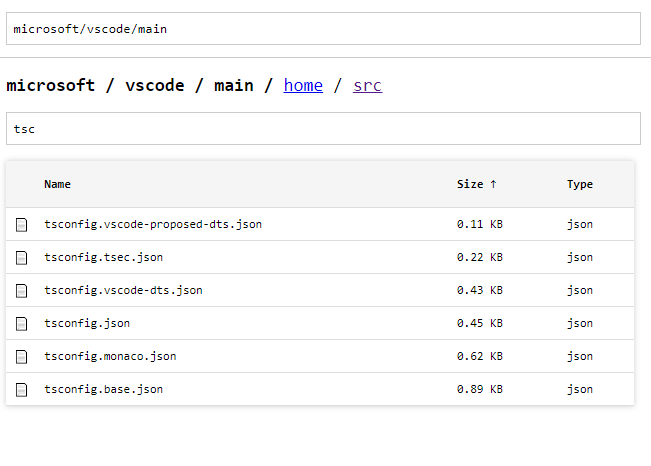 microsoft/vscode/main
microsoft / vscode / main / home / src
tsc
Name Size ↑ Type
tsconfig.vscode-proposed-dts.json 0.11 KB json
tsconfig.tsec.json 0.22 KB json
tsconfig.vscode-dts.json 0.43 KB json
tsconfig.json 0.45 KB json
tsconfig.monaco.json 0.62 KB json
tsconfig.base.json 0.89 KB json